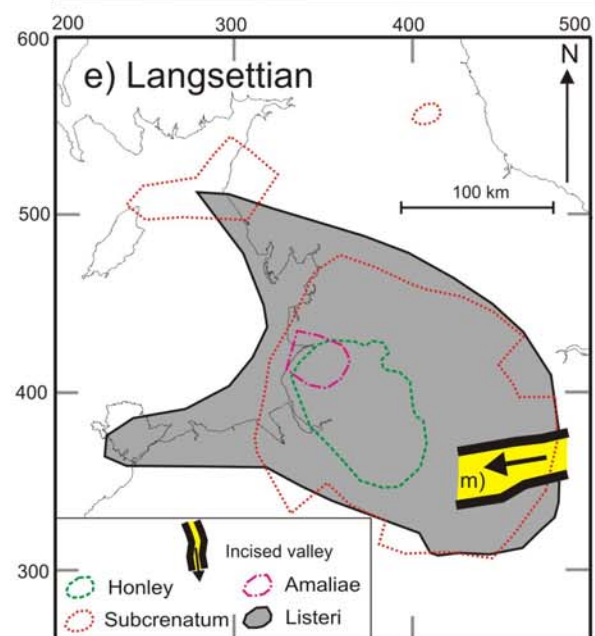 200 300 400 500
600
e) Langsettian
N
100 km
500
400
m)
Incised valley
300
Honley Amaliae
Subcrenatum Listeri